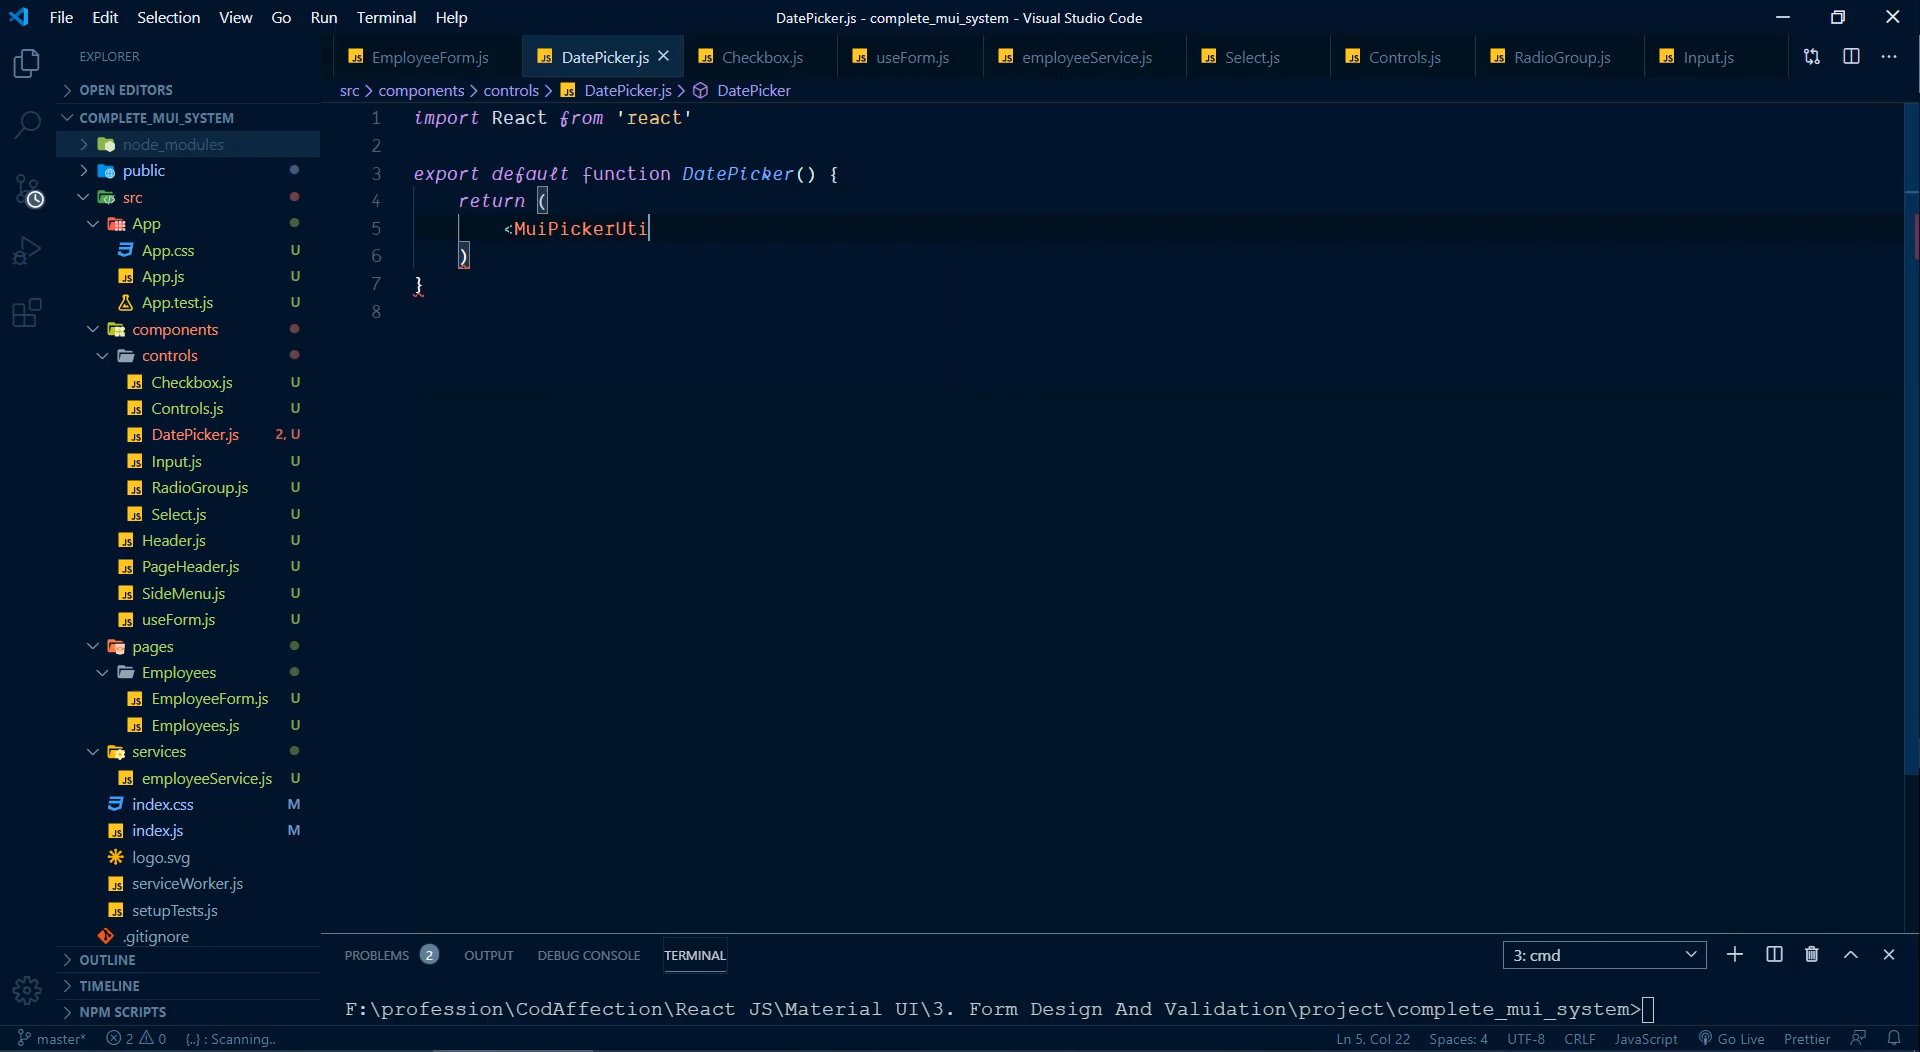 File Edit Selection View Go Run Terminal Help
DatePicker.js - complete_mui_system - Visual Studio Code
EXPLORER
EmployeeForm.js
DatePicker.js
Checkbox.js
useForm.js
employeeService.js
Select.js
Controls.js
RadioGroup.js
Input.js
OPEN EDITORS
COMPLETE_MUI_SYSTEM
node_modules
public
src
App
App.css U
App.js U
App.test.js U
components
controls
Checkbox.js U
Controls.js U
DatePicker.js 2, U
Input.js U
RadioGroup.js U
Select.js U
Header.js U
PageHeader.js U
SideMenu.js U
useForm.js U
pages
Employees
EmployeeForm.js U
Employees.js U
services
employeeService.js U
index.css M
index.js M
logo.svg
serviceWorker.js
setupTests.js
.gitignore
OUTLINE
TIMELINE
NPM SCRIPTS
src > components > controls > DatePicker.js > DatePicker
1 import React from 'react'
2
3 export default function DatePicker() {
4 return (
5 <MuiPickerUti
6 )
7 }
8
PROBLEMS 2 OUTPUT DEBUG CONSOLE TERMINAL
3: cmd
F:\profession\CodAffection\React JS\Material UI\3. Form Design And Validation\project\complete_mui_system>
master* 2 0 {..} : Scanning..
Ln 5, Col 22 Spaces: 4 UTF-8 CRLF JavaScript Go Live Prettier